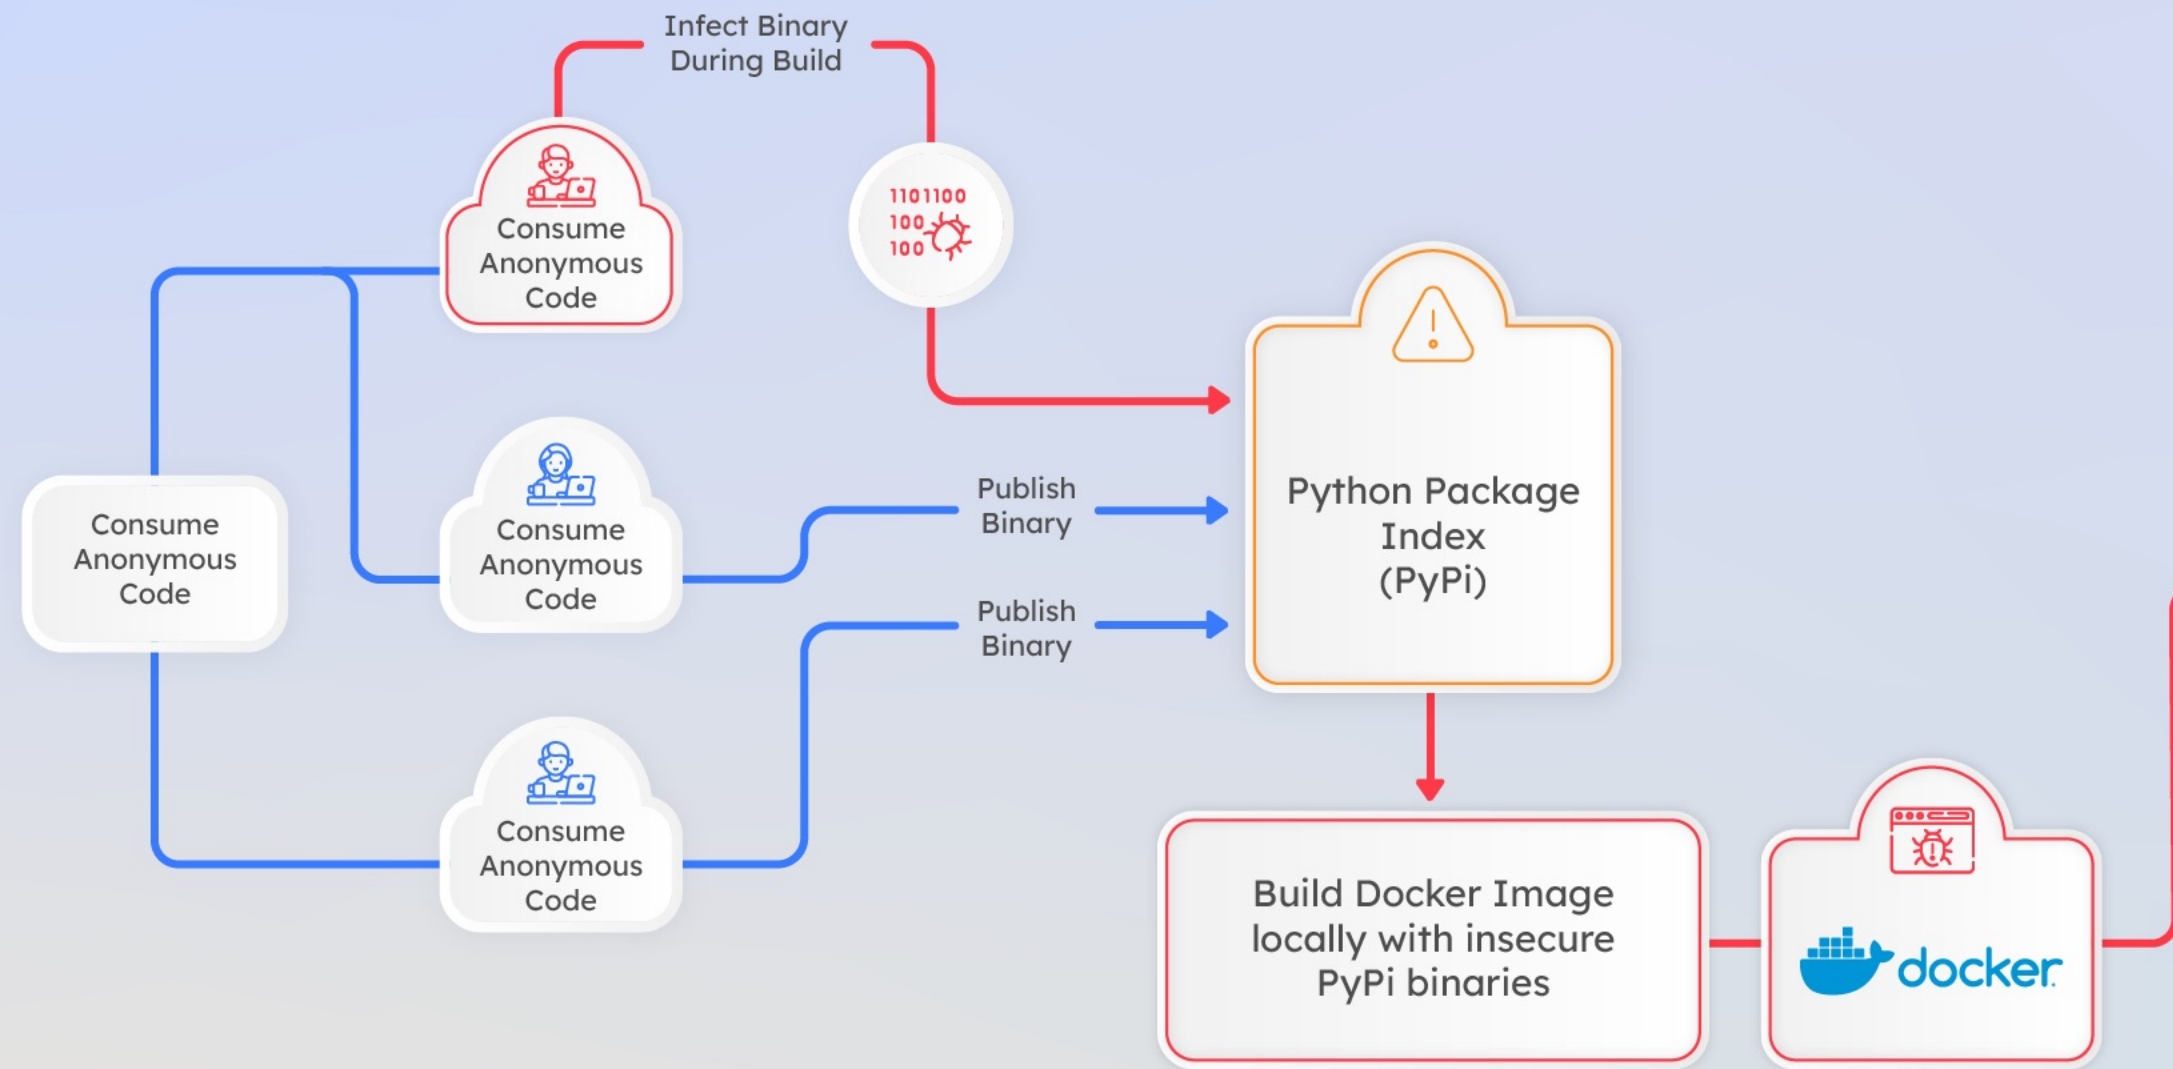 Infect Binary
During Build
Consume
Anonymous
Code
1101100
100
100
Consume
Anonymous
Code
Consume
Anonymous
Code
Publish
Binary
Publish
Binary
Python Package
Index
(PyPi)
Consume
Anonymous
Code
Build Docker Image
locally with insecure
PyPi binaries
docker.